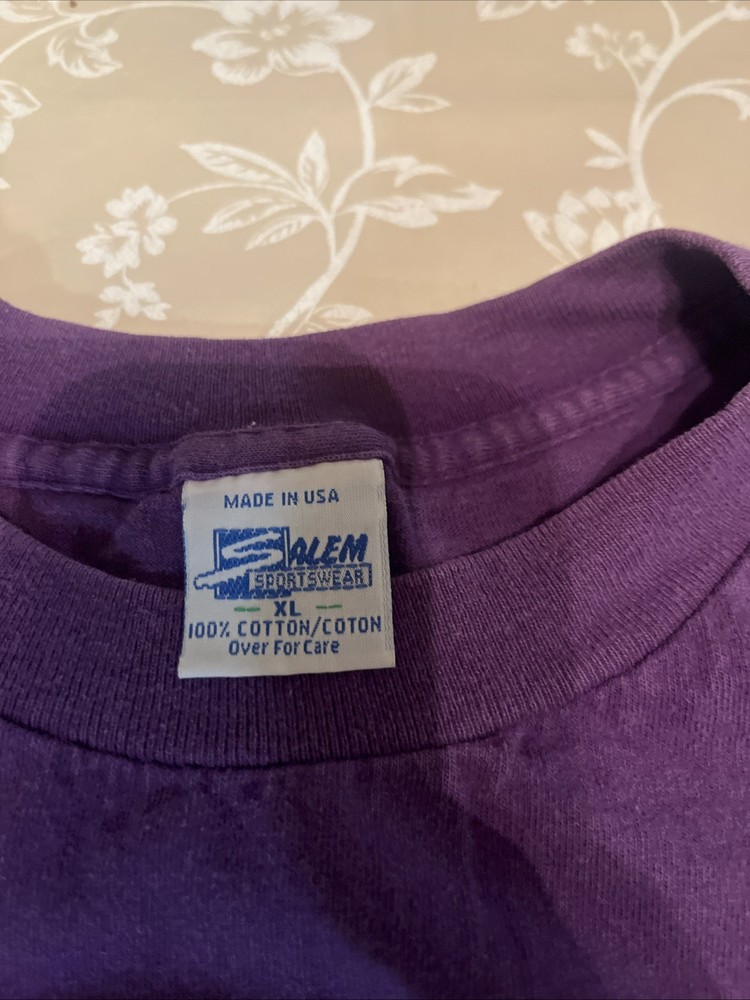 MADE IN USA
SALEM
SPORTSWEAR
XL
100% COTTON/COTON
Over For Care